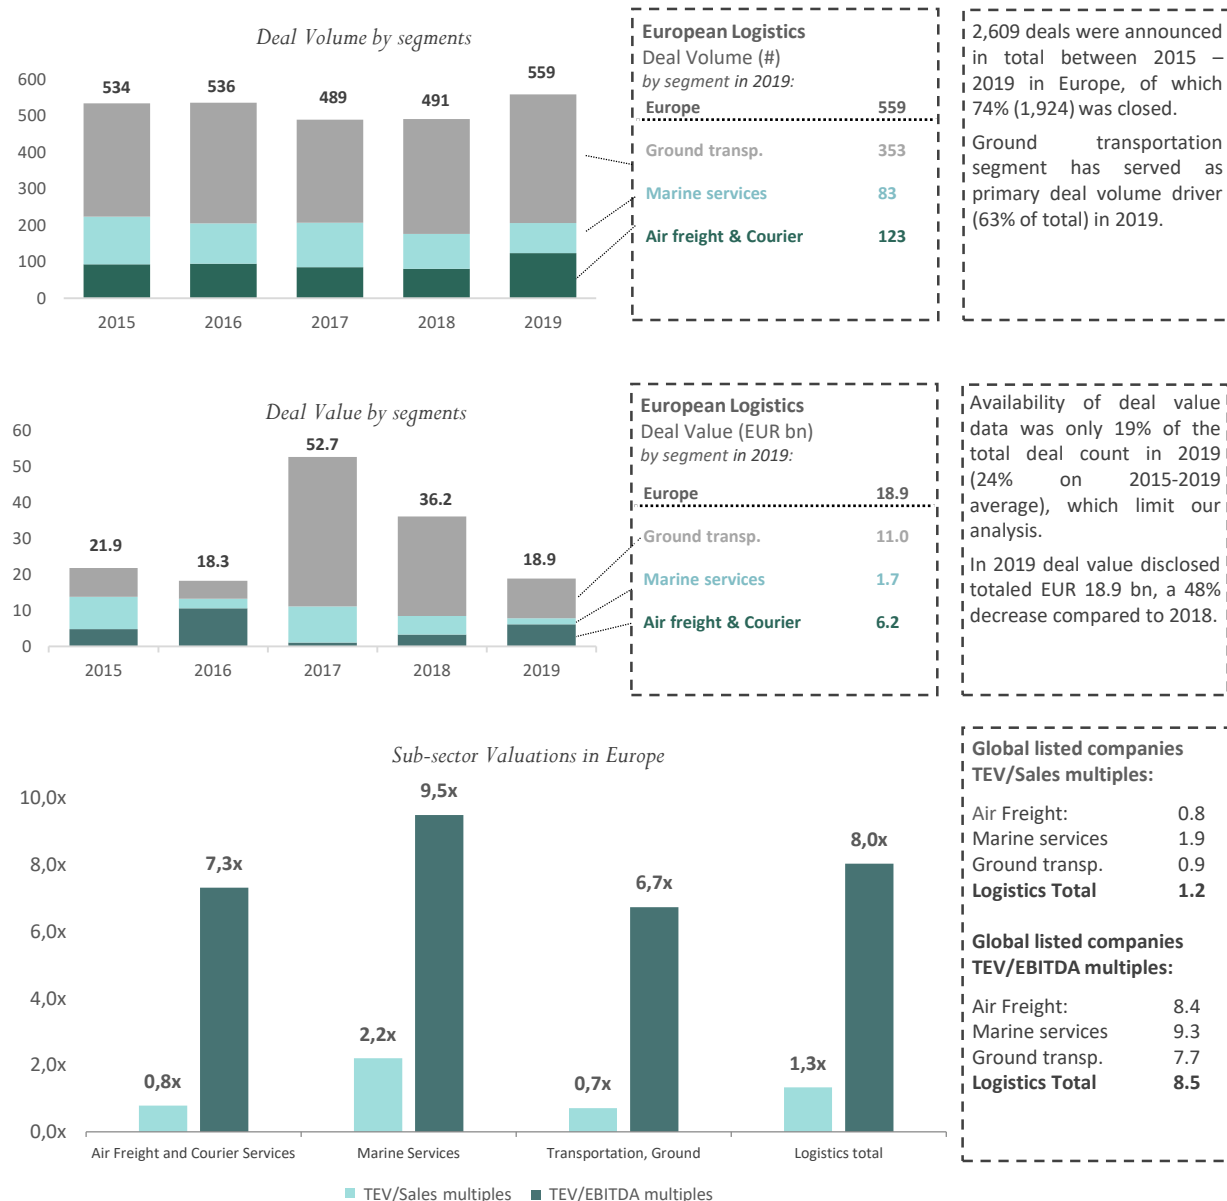 Deal Volume by segments
600
500
400
300
200
100
0
534
536
489
491
559
2015
2016
2017
2018
2019
European Logistics
Deal Volume (#)
by segment in 2019:
Europe 559
Ground transp. 353
Marine services 83
Air freight & Courier 123
2,609 deals were announced
in total between 2015 –
2019 in Europe, of which
74% (1,924) was closed.
Ground transportation
segment has served as
primary deal volume driver
(63% of total) in 2019.
Deal Value by segments
60
50
40
30
20
10
0
21.9
18.3
52.7
36.2
18.9
2015
2016
2017
2018
2019
European Logistics
Deal Value (EUR bn)
by segment in 2019:
Europe 18.9
Ground transp. 11.0
Marine services 1.7
Air freight & Courier 6.2
Availability of deal value
data was only 19% of the
total deal count in 2019
(24% on 2015-2019
average), which limit our
analysis.
In 2019 deal value disclosed
totaled EUR 18.9 bn, a 48%
decrease compared to 2018.
Sub-sector Valuations in Europe
10,0x
8,0x
6,0x
4,0x
2,0x
0,0x
0,8x
7,3x
2,2x
9,5x
0,7x
6,7x
1,3x
8,0x
Air Freight and Courier Services
Marine Services
Transportation, Ground
Logistics total
TEV/Sales multiples
TEV/EBITDA multiples
Global listed companies
TEV/Sales multiples:
Air Freight: 0.8
Marine services 1.9
Ground transp. 0.9
Logistics Total 1.2
Global listed companies
TEV/EBITDA multiples:
Air Freight: 8.4
Marine services 9.3
Ground transp. 7.7
Logistics Total 8.5